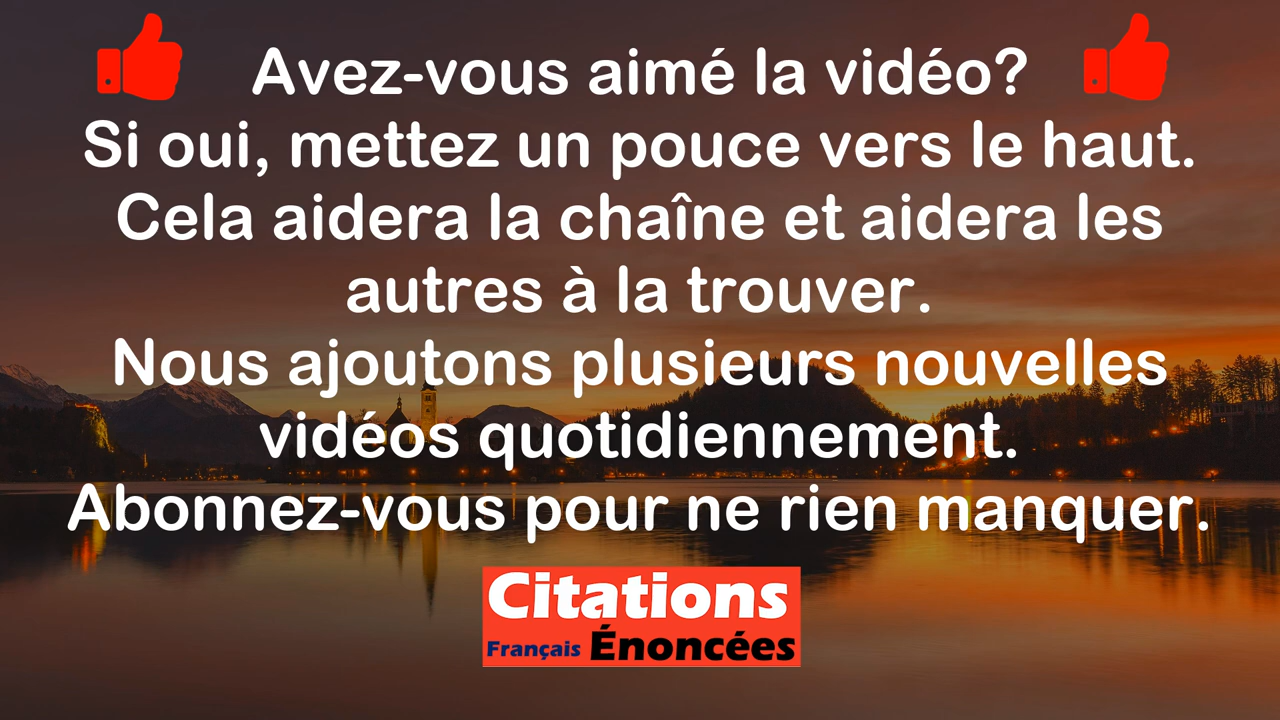 Avez-vous aimé la vidéo?
Si oui, mettez un pouce vers le haut.
Cela aidera la chaîne et aidera les
autres à la trouver.
Nous ajoutons plusieurs nouvelles
vidéos quotidiennement.
Abonnez-vous pour ne rien manquer.
Citations
Français Énoncées